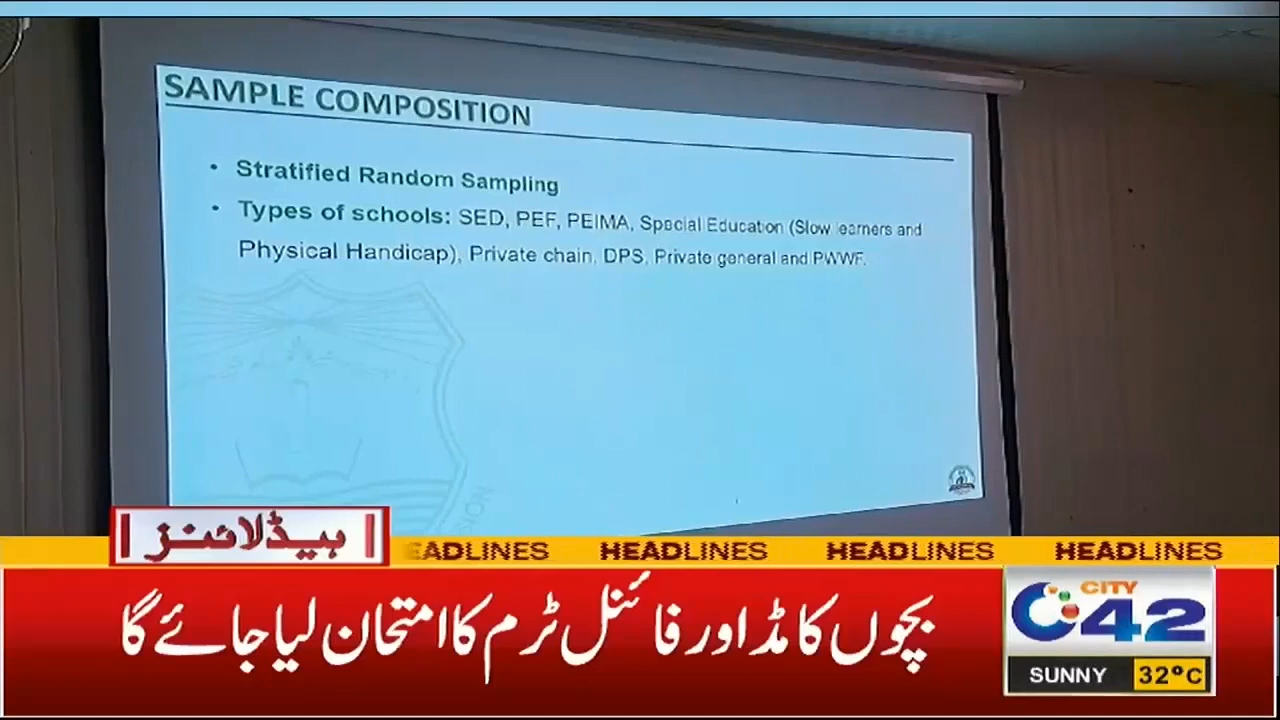 SAMPLE COMPOSITION
• Stratified Random Sampling
• Types of schools: SED, PEF, PEIMA, Special Education (Slow learners and
Physical Handicap), Private chain, DPS, Private general and PWWF.
ہیڈلائنز
EADLINES HEADLINES HEADLINES HEADLINES
بچوں کا مڈ اور فائنل ٹرم کا امتحان لیا جائے گا
CITY
42
SUNNY 32°C